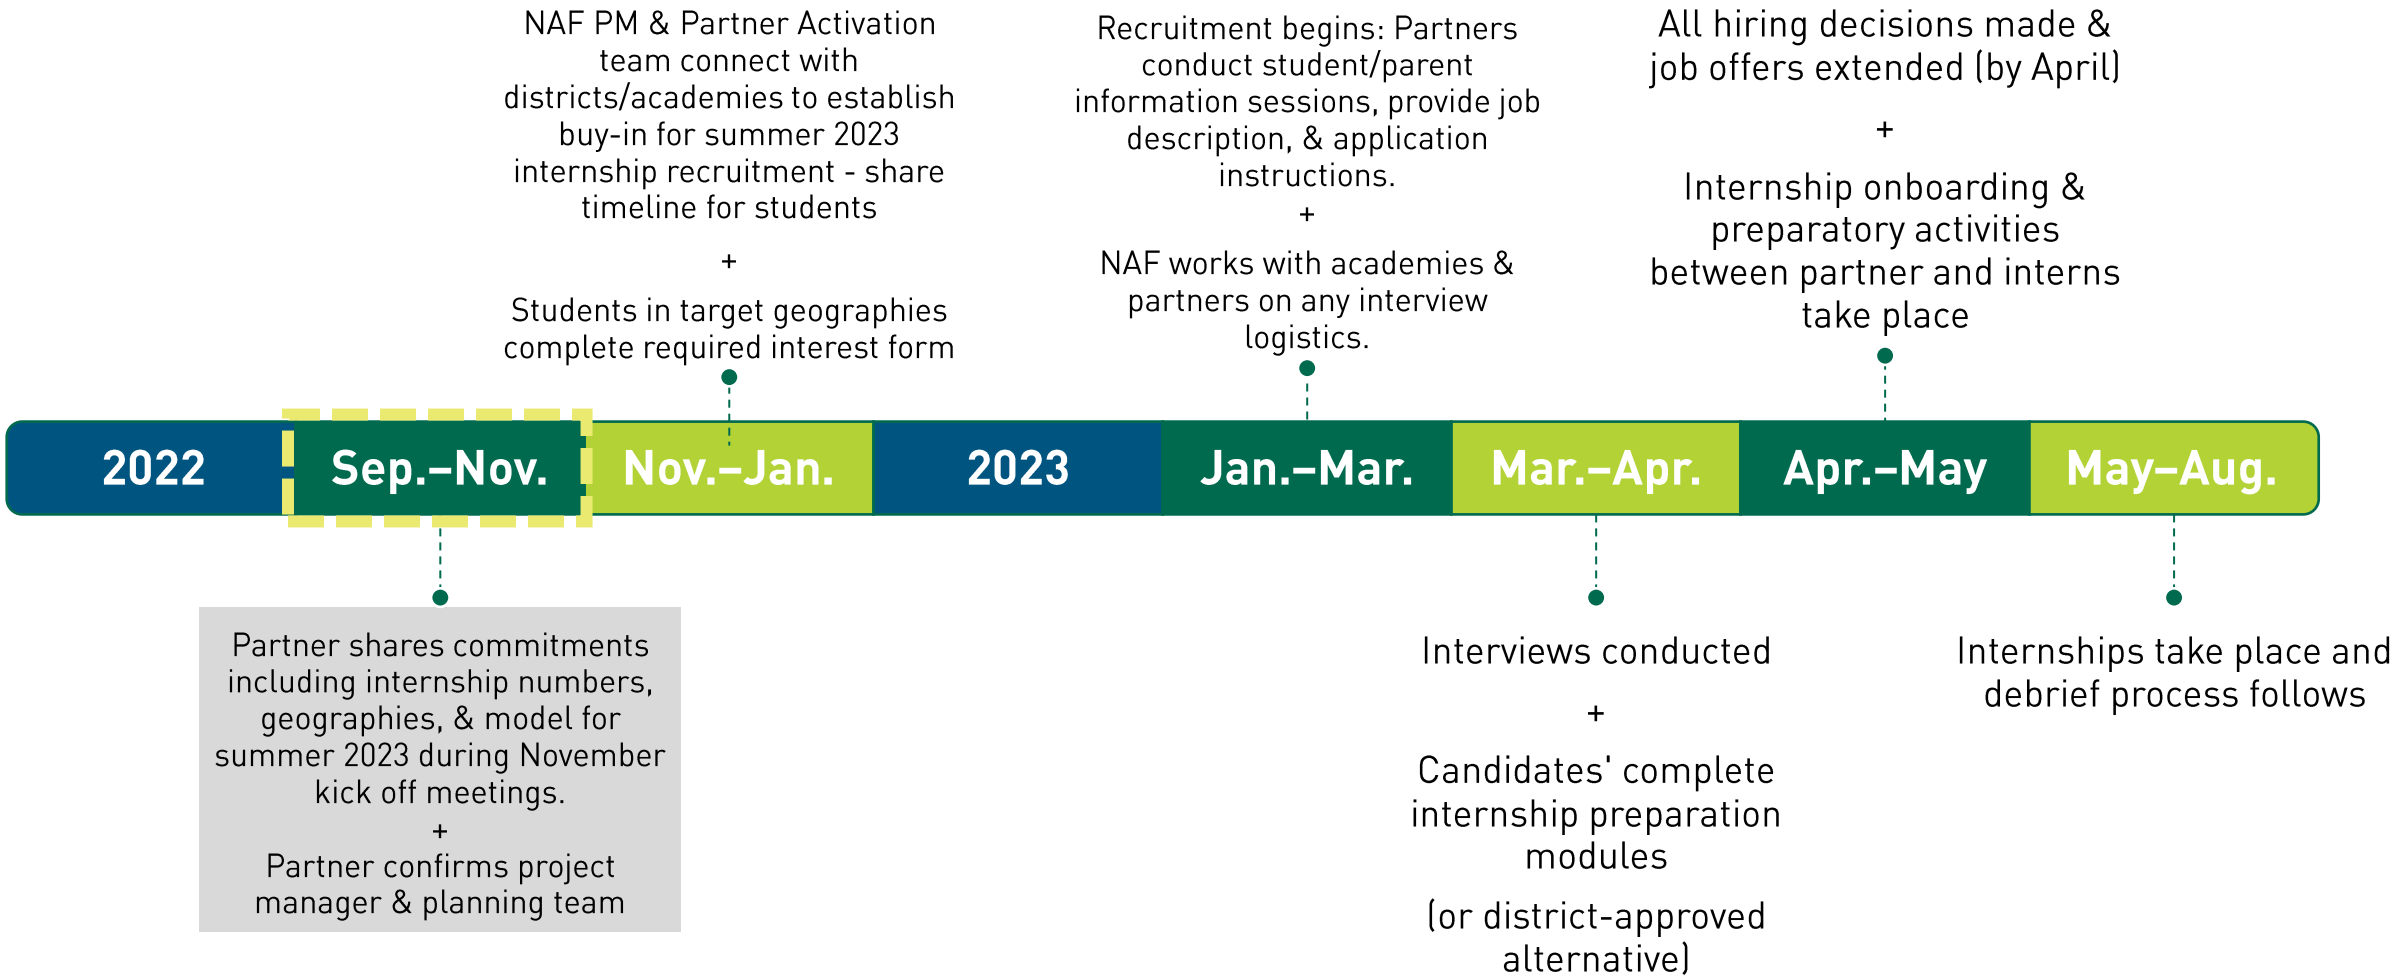 NAF PM & Partner Activation
team connect with
districts/academies to establish
buy-in for summer 2023
internship recruitment - share
timeline for students
+
Students in target geographies
complete required interest form
Recruitment begins: Partners
conduct student/parent
information sessions, provide job
description, & application
instructions.
+
NAF works with academies &
partners on any interview
logistics.
All hiring decisions made &
job offers extended (by April)
+
Internship onboarding &
preparatory activities
between partner and interns
take place
2022
Sep.–Nov.
Nov.–Jan.
2023
Jan.–Mar.
Mar.–Apr.
Apr.–May
May–Aug.
Partner shares commitments
including internship numbers,
geographies, & model for
summer 2023 during November
kick off meetings.
+
Partner confirms project
manager & planning team
Interviews conducted
+
Candidates' complete
internship preparation
modules
(or district-approved
alternative)
Internships take place and
debrief process follows